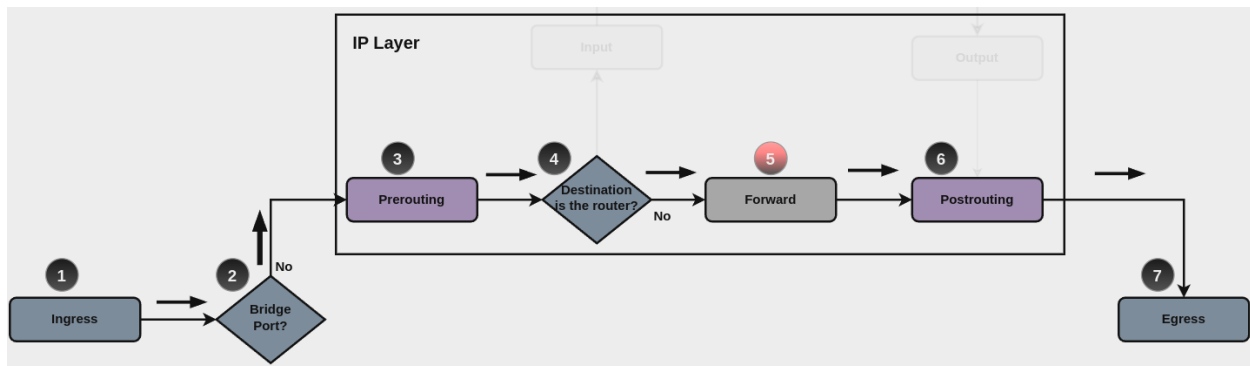 IP Layer
Input
Output
3
4
5
6
Prerouting
Destination
is the router?
No
Forward
Postrouting
1
2
No
7
Ingress
Bridge
Port?
Egress